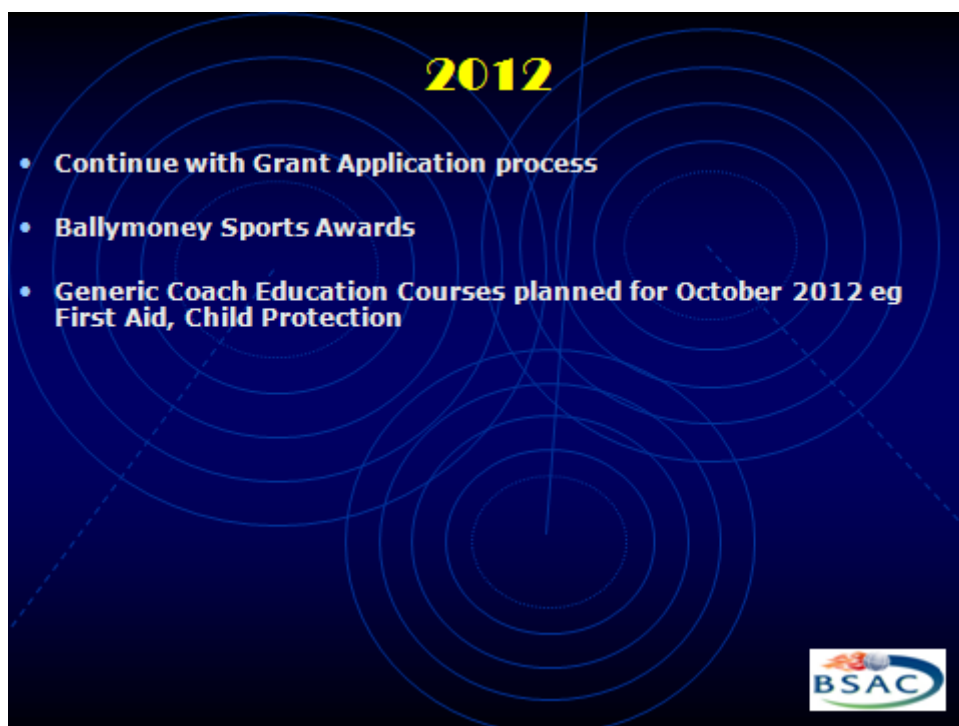 2012
• Continue with Grant Application process
• Ballymoney Sports Awards
• Generic Coach Education Courses planned for October 2012 eg
First Aid, Child Protection
BSAC